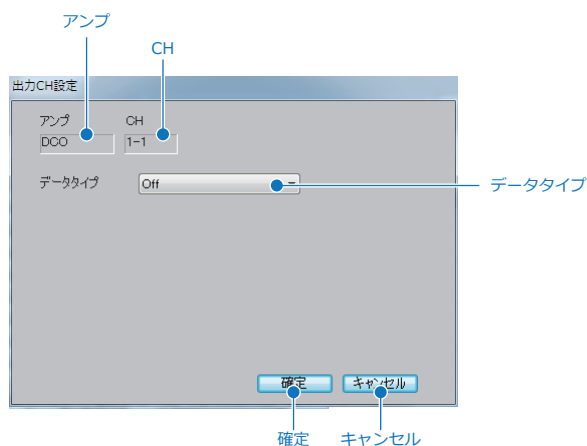 アンプ
CH
出力CH設定
アンプ CH
DCO 1-1
データタイプ Off データタイプ
確定 キャンセル
確定 キャンセル